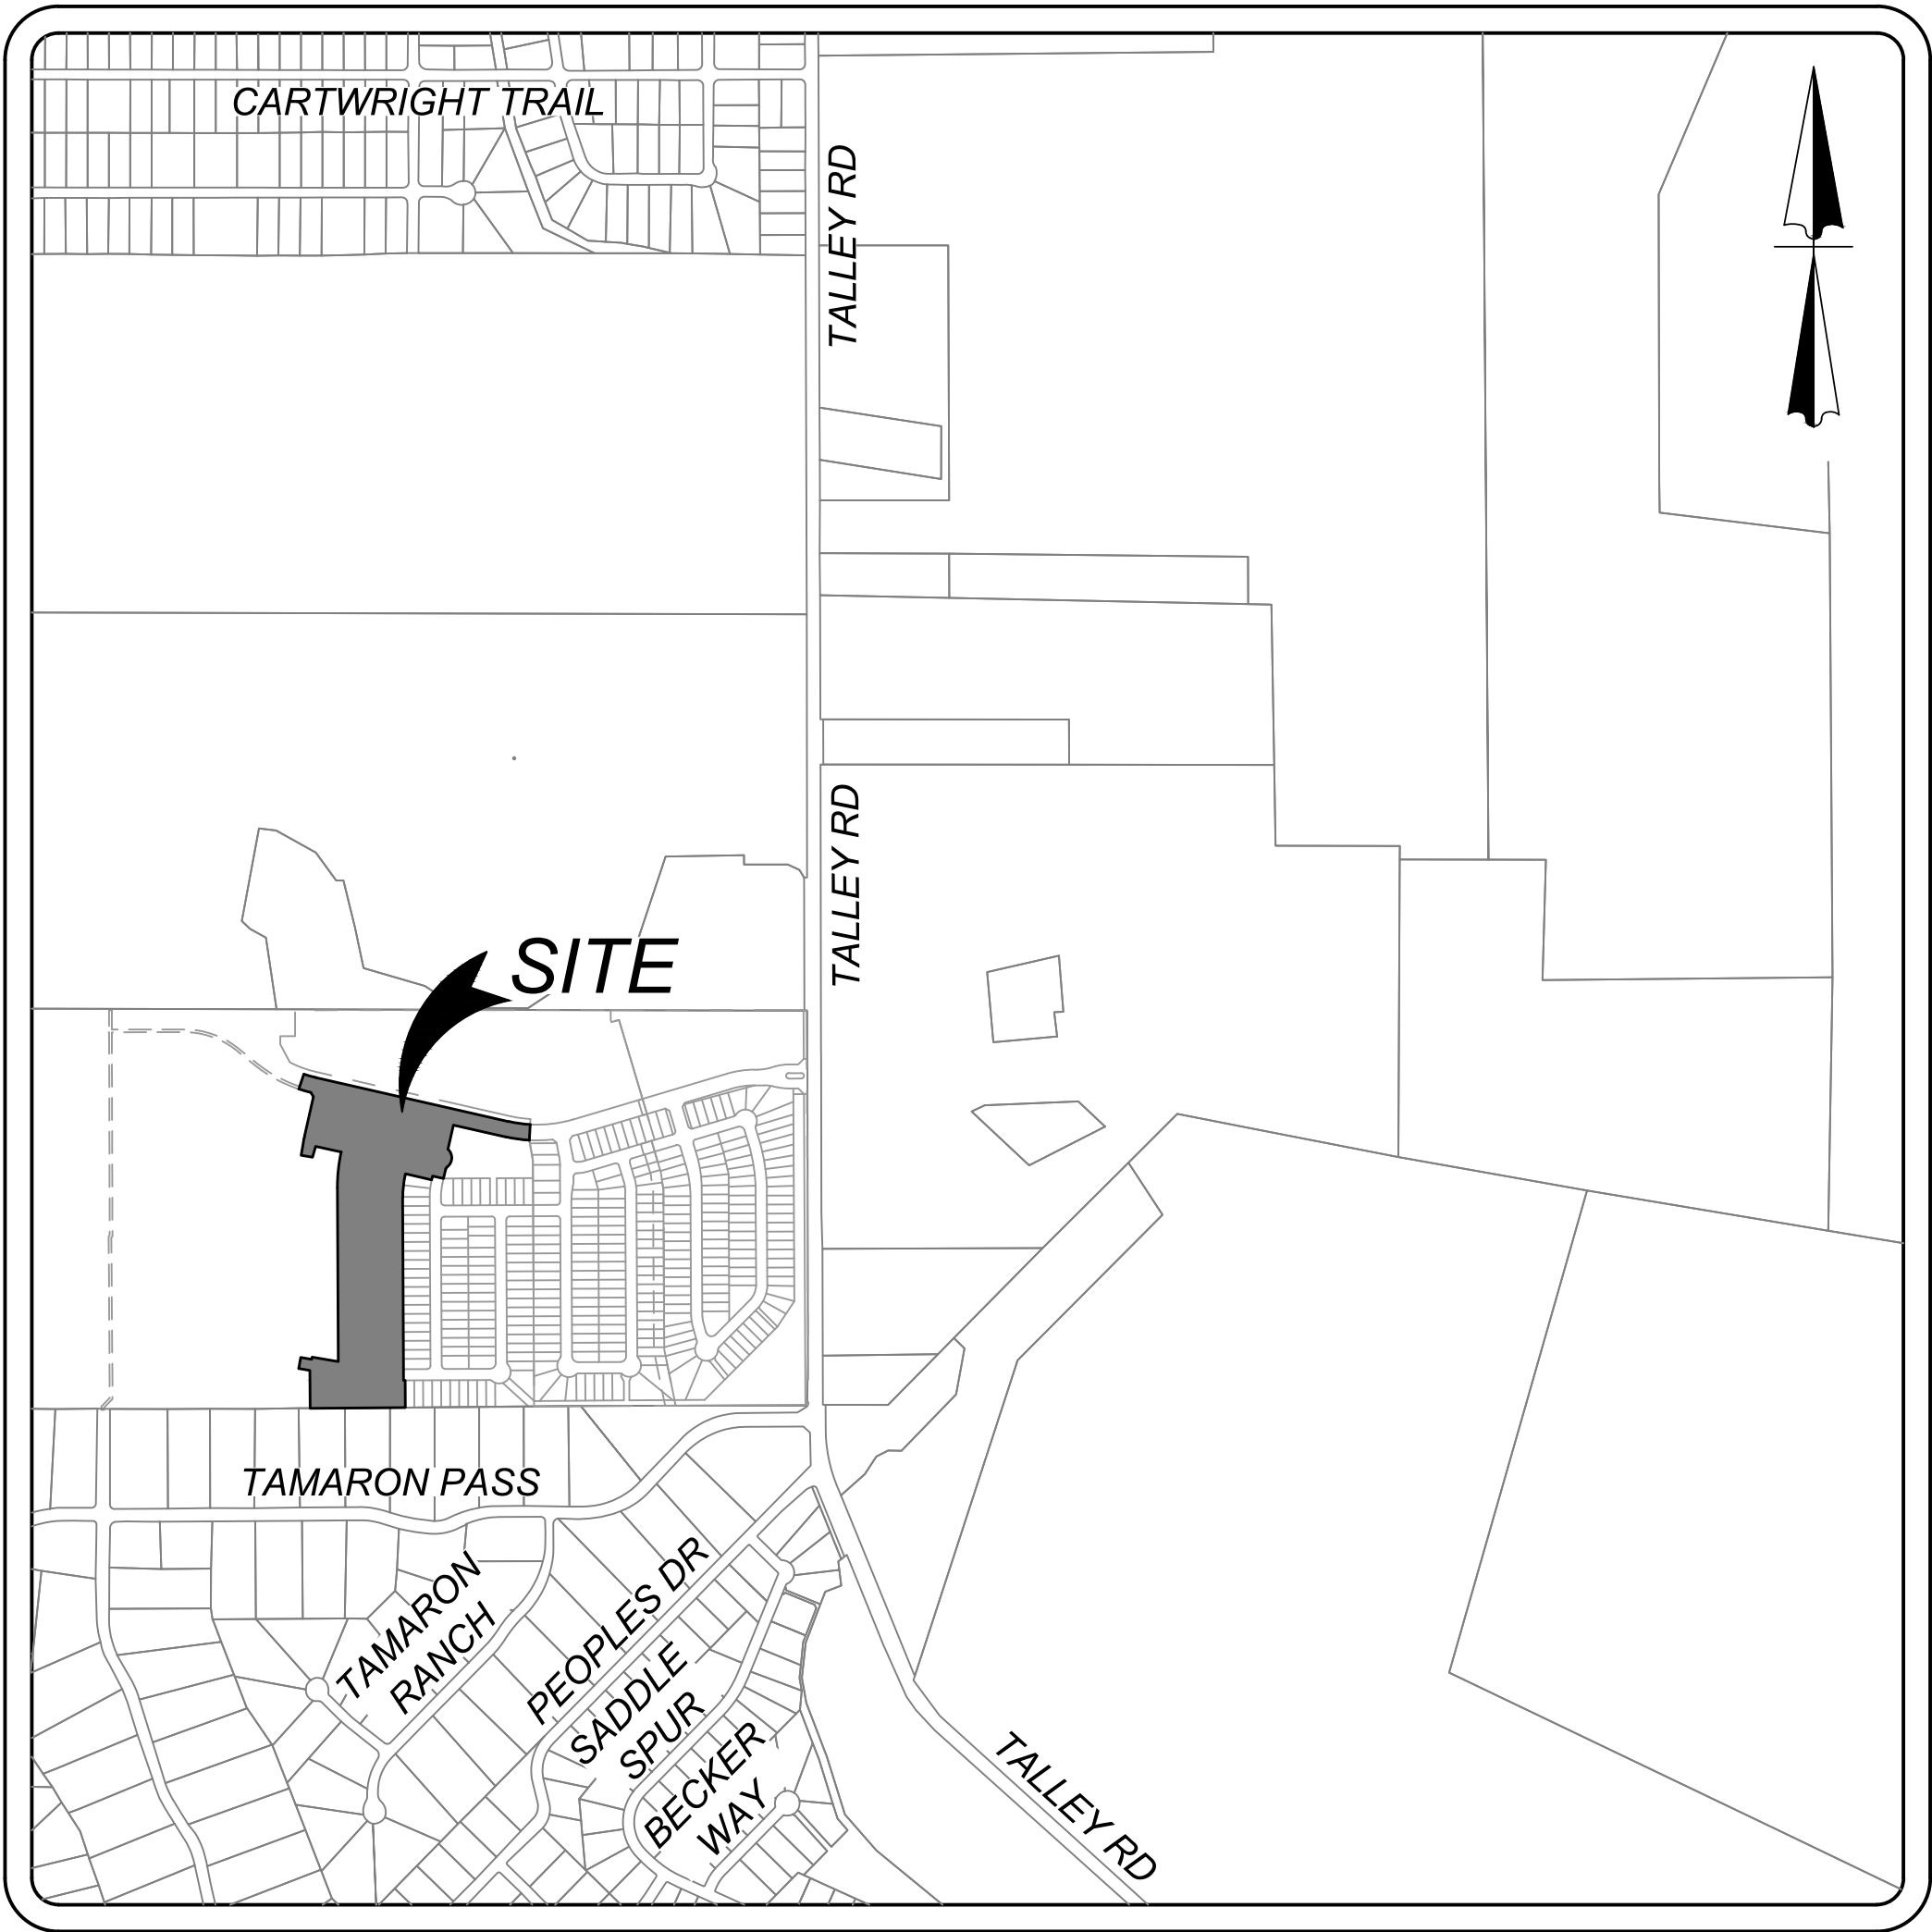 CARTWRIGHT TRAIL
TALLEY RD
TALLEY RD
SITE
TAMARON PASS
TAMARON
RANCH
PEOPLES DR
SADDLE
SPUR
BECKER
WAY
TALLEY RD